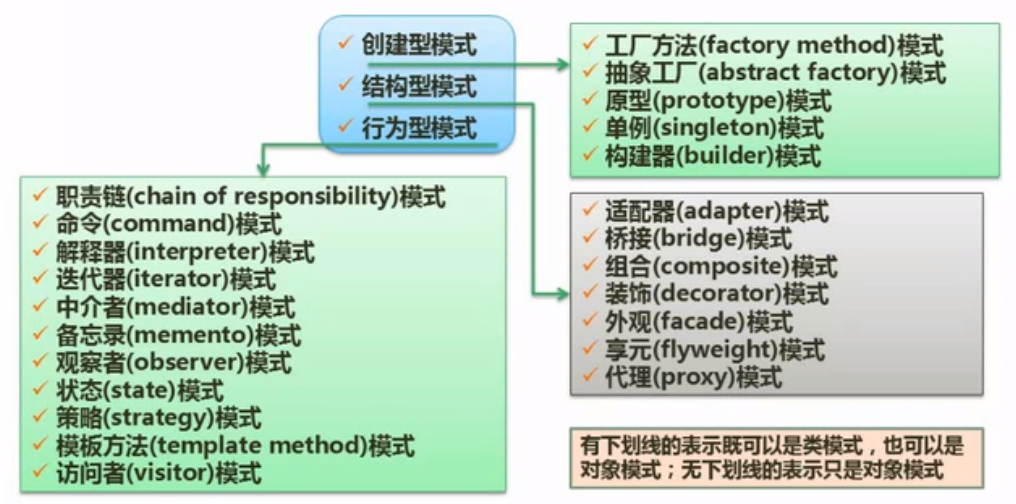 创建型模式
结构型模式
行为型模式
工厂方法(factory method)模式
抽象工厂(abstract factory)模式
原型(prototype)模式
单例(singleton)模式
构建器(builder)模式
职责链(chain of responsibility)模式
命令(command)模式
解释器(interpreter)模式
迭代器(iterator)模式
中介者(mediator)模式
备忘录(memento)模式
观察者(observer)模式
状态(state)模式
策略(strategy)模式
模板方法(template method)模式
访问者(visitor)模式
适配器(adapter)模式
桥接(bridge)模式
组合(composite)模式
装饰(decorator)模式
外观(facade)模式
享元(flyweight)模式
代理(proxy)模式
有下划线的表示既可以是类模式，也可以是
对象模式；无下划线的表示只是对象模式